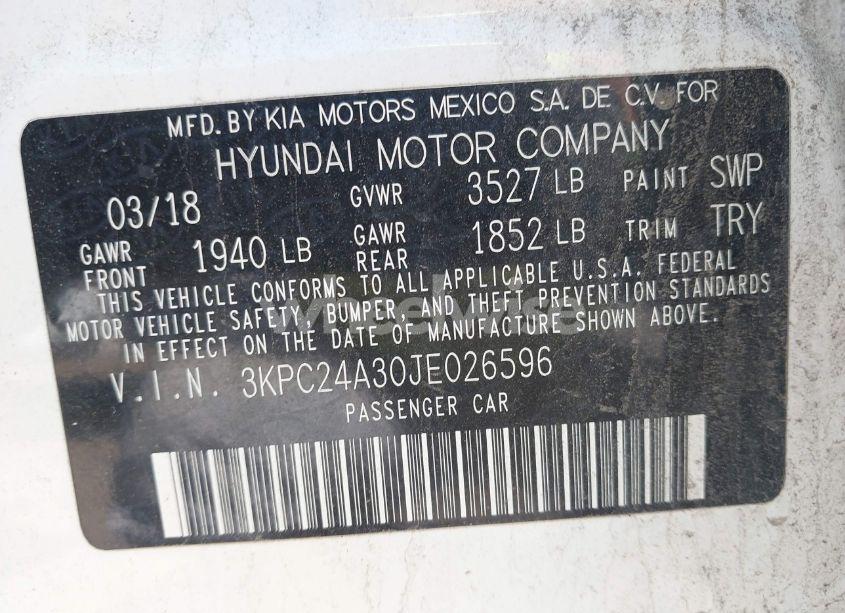 MFD. BY KIA MOTORS MEXICO S.A. DE C.V. FOR
HYUNDAI MOTOR COMPANY
03/18 GVWR 3527 LB PAINT SWP
GAWR FRONT 1940 LB GAWR REAR 1852 LB TRIM TRY
THIS VEHICLE CONFORMS TO ALL APPLICABLE U.S.A. FEDERAL
MOTOR VEHICLE SAFETY, BUMPER, AND THEFT PREVENTION STANDARDS
IN EFFECT ON THE DATE OF MANUFACTURE SHOWN ABOVE.
V.I.N. 3KPC24A30JE026596
PASSENGER CAR